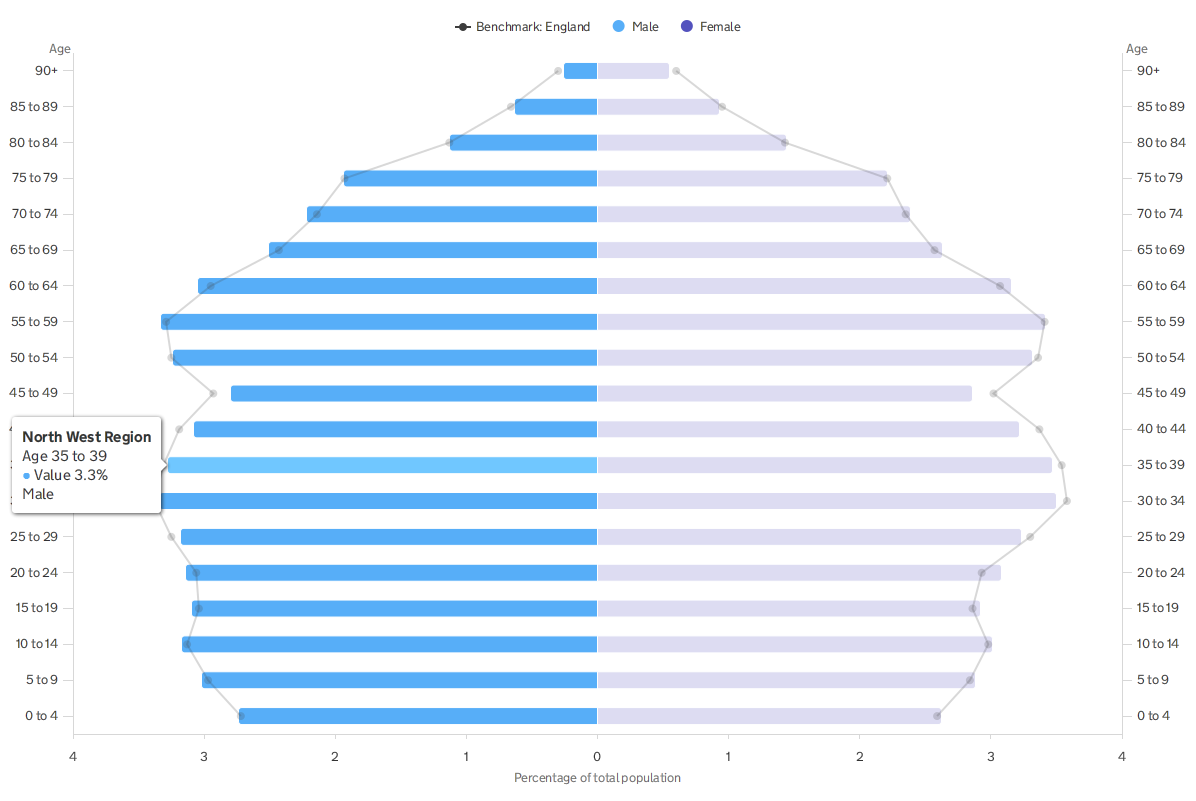 Benchmark: England Male Female
Age Age
90+ 90+
85 to 89 85 to 89
80 to 84 80 to 84
75 to 79 75 to 79
70 to 74 70 to 74
65 to 69 65 to 69
60 to 64 60 to 64
55 to 59 55 to 59
50 to 54 50 to 54
45 to 49 45 to 49
40 to 44
North West Region
Age 35 to 39
Value 3.3%
Male
35 to 39
30 to 34
25 to 29 25 to 29
20 to 24 20 to 24
15 to 19 15 to 19
10 to 14 10 to 14
5 to 9 5 to 9
0 to 4 0 to 4
4 3 2 1 0 1 2 3 4
Percentage of total population